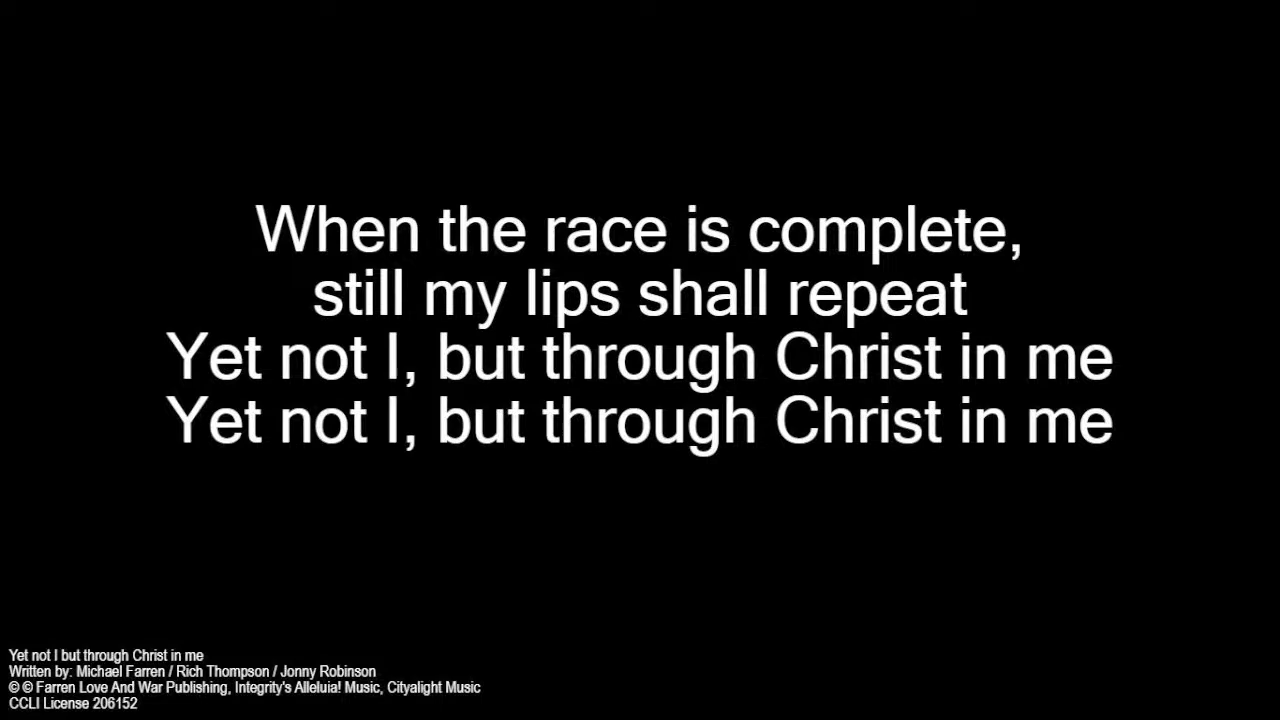 When the race is complete,
still my lips shall repeat
Yet not I, but through Christ in me
Yet not I, but through Christ in me
Yet not I but through Christ in me
Written by: Michael Farren / Rich Thompson / Jonny Robinson
© © Farren Love And War Publishing, Integrity's Alleluia! Music, Cityalight Music
CCLI License 206152